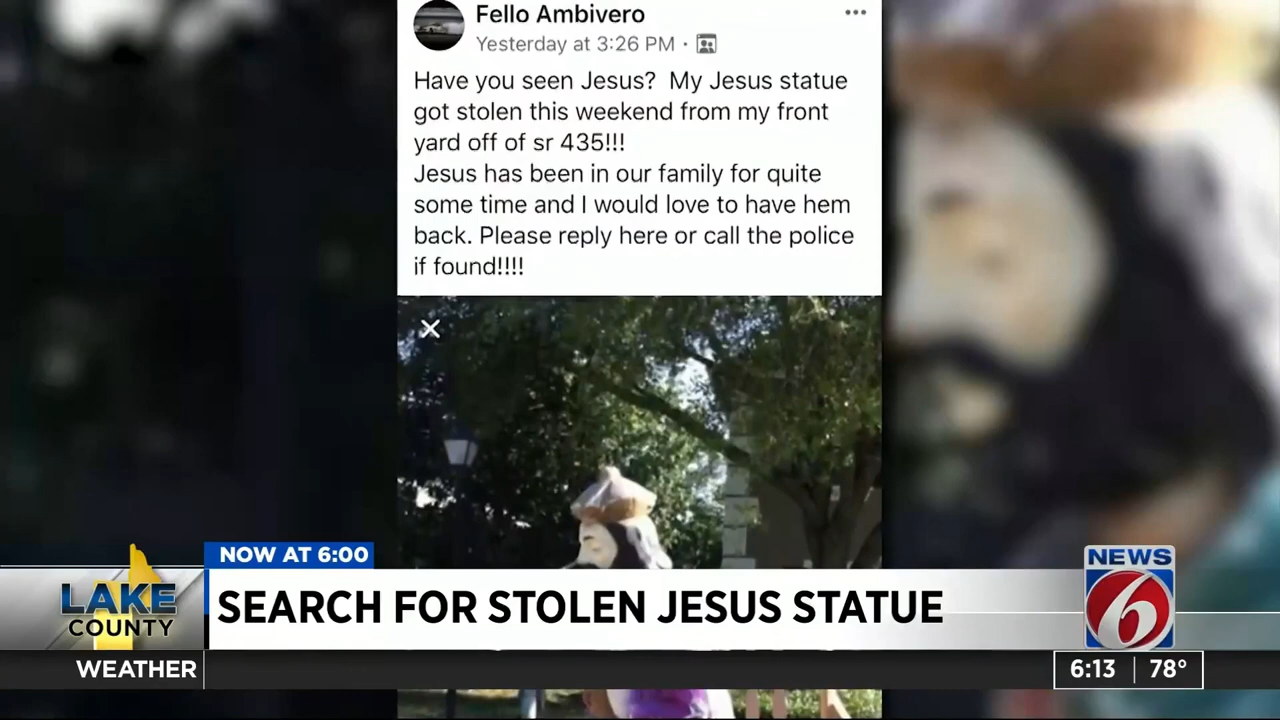 Fello Ambivero
Yesterday at 3:26 PM ·
Have you seen Jesus? My Jesus statue
got stolen this weekend from my front
yard off of sr 435!!!
Jesus has been in our family for quite
some time and I would love to have hem
back. Please reply here or call the police
if found!!!!
NOW AT 6:00
LAKE
COUNTY
SEARCH FOR STOLEN JESUS STATUE
NEWS
6
WEATHER
6:13 78°